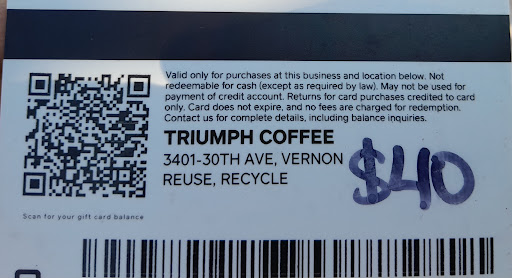 Valid only for purchases at this business and location below. Not
redeemable for cash (except as required by law). May not be used for
payment of credit account. Returns for card purchases credited to card
only. Card does not expire, and no fees are charged for redemption.
Contact us for complete details, including balance inquiries.
TRIUMPH COFFEE
3401-30TH AVE, VERNON
REUSE, RECYCLE
$40
Scan for your gift card balance